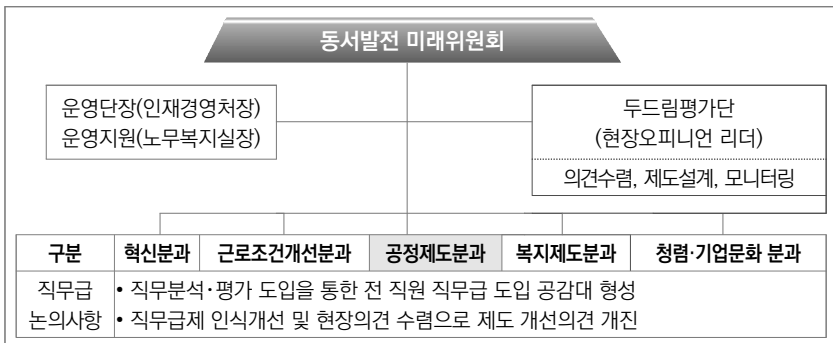 동서발전 미래위원회
운영단장(인재경영처장)
운영지원(노무복지실장)
두드림평가단
(현장오피니언 리더)
의견수렴, 제도설계, 모니터링
구분 혁신분과 근로조건개선분과 공정제도분과 복지제도분과 청렴·기업문화 분과
직무급 • 직무분석·평가 도입을 통한 전 직원 직무급 도입 공감대 형성
논의사항 • 직무급제 인식개선 및 현장의견 수렴으로 제도 개선의견 개진